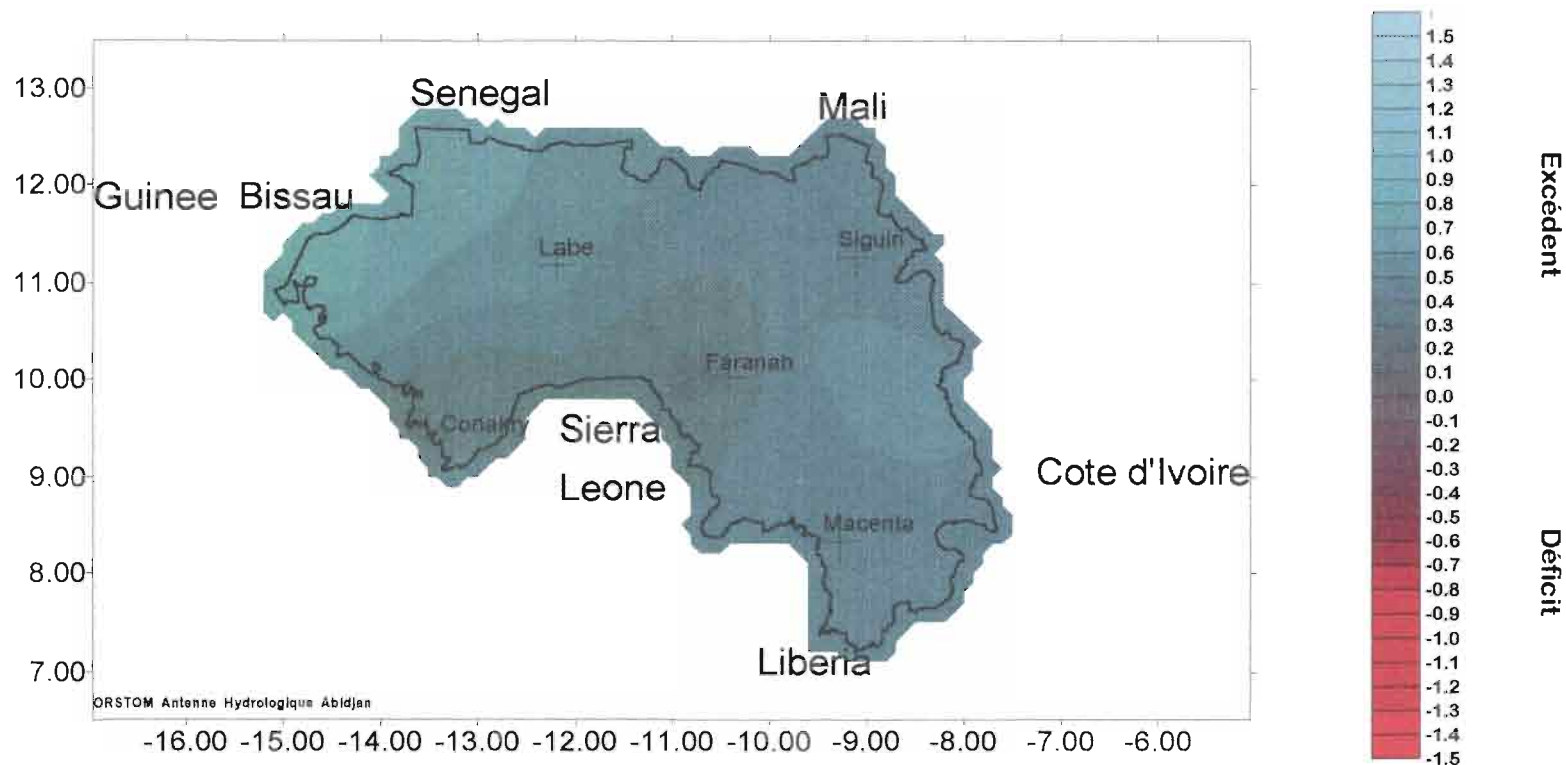 Senegal
Mali
Guinee Bissau
Labe
Siguiri
Faranah
Conakry
Sierra
Leone
Cote d'Ivoire
Macenta
Liberia
ORSTOM Antenne Hydrologique Abidjan
13.00
12.00
11.00
10.00
9.00
8.00
7.00
-16.00 -15.00 -14.00 -13.00 -12.00 -11.00 -10.00 -9.00 -8.00 -7.00 -6.00
1.5
1.4
1.3
1.2
1.1
1.0
0.9
0.8
0.7
0.6
0.5
0.4
0.3
0.2
0.1
0.0
-0.1
-0.2
-0.3
-0.4
-0.5
-0.6
-0.7
-0.8
-0.9
-1.0
-1.1
-1.2
-1.3
-1.4
-1.5
Excédent
Déficit